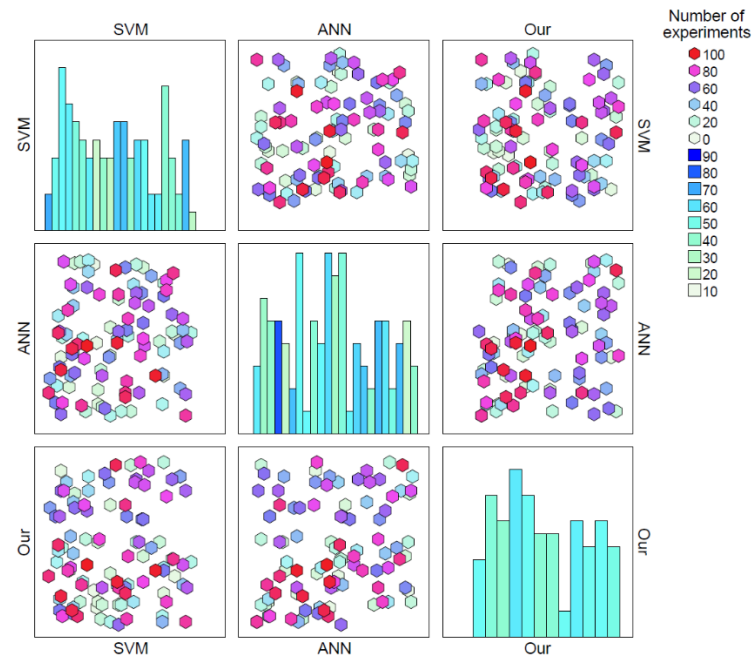 SVM
ANN
Our
Number of
experiments
SVM
SVM
100
80
60
40
20
0
90
80
70
60
50
40
30
20
10
ANN
ANN
Our
Our
SVM
ANN
Our